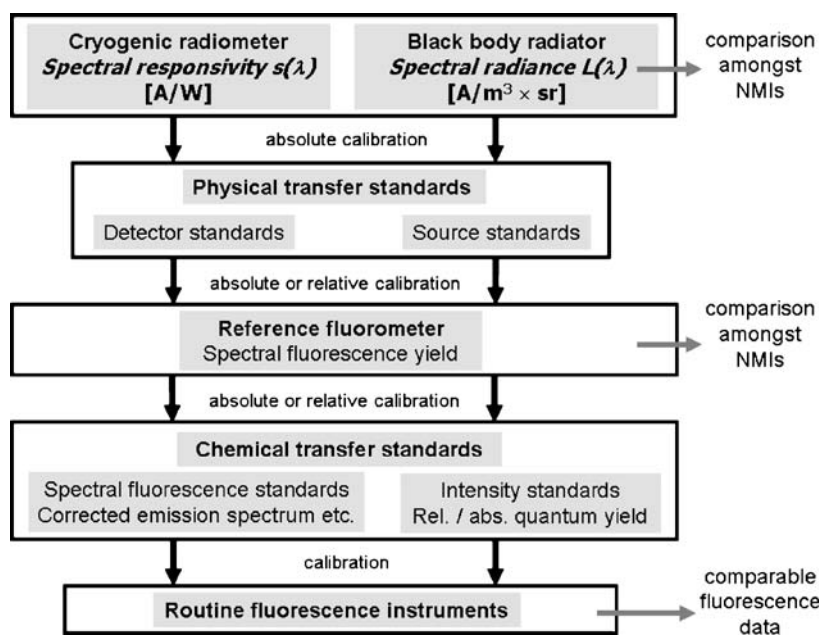 Cryogenic radiometer
Spectral responsivity s(λ)
[A/W]
Black body radiator
Spectral radiance L(λ)
[A/m³ × sr]
comparison
amongst
NMIs
absolute calibration
Physical transfer standards
Detector standards
Source standards
absolute or relative calibration
Reference fluorometer
Spectral fluorescence yield
comparison
amongst
NMIs
absolute or relative calibration
Chemical transfer standards
Spectral fluorescence standards
Corrected emission spectrum etc.
Intensity standards
Rel. / abs. quantum yield
calibration
Routine fluorescence instruments
comparable
fluorescence
data